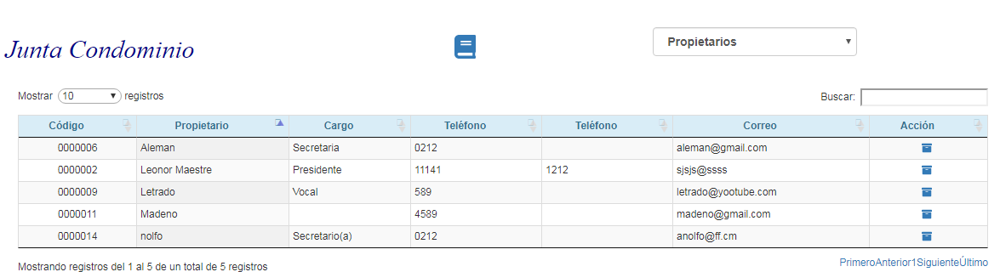 Junta Condominio
Propietarios
Mostrar 10 registros
Buscar:
Código Propietario Cargo Teléfono Teléfono Correo Acción
0000006 Aleman Secretaria 0212 aleman@gmail.com
0000002 Leonor Maestre Presidente 11141 1212 sjsjs@ssss
0000009 Letrado Vocal 589 letrado@yootube.com
0000011 Madeno 4589 madeno@gmail.com
0000014 nolfo Secretario(a) 0212 anolfo@ff.cm
Mostrando registros del 1 al 5 de un total de 5 registros
PrimeroAnterior1SiguienteÚltimo